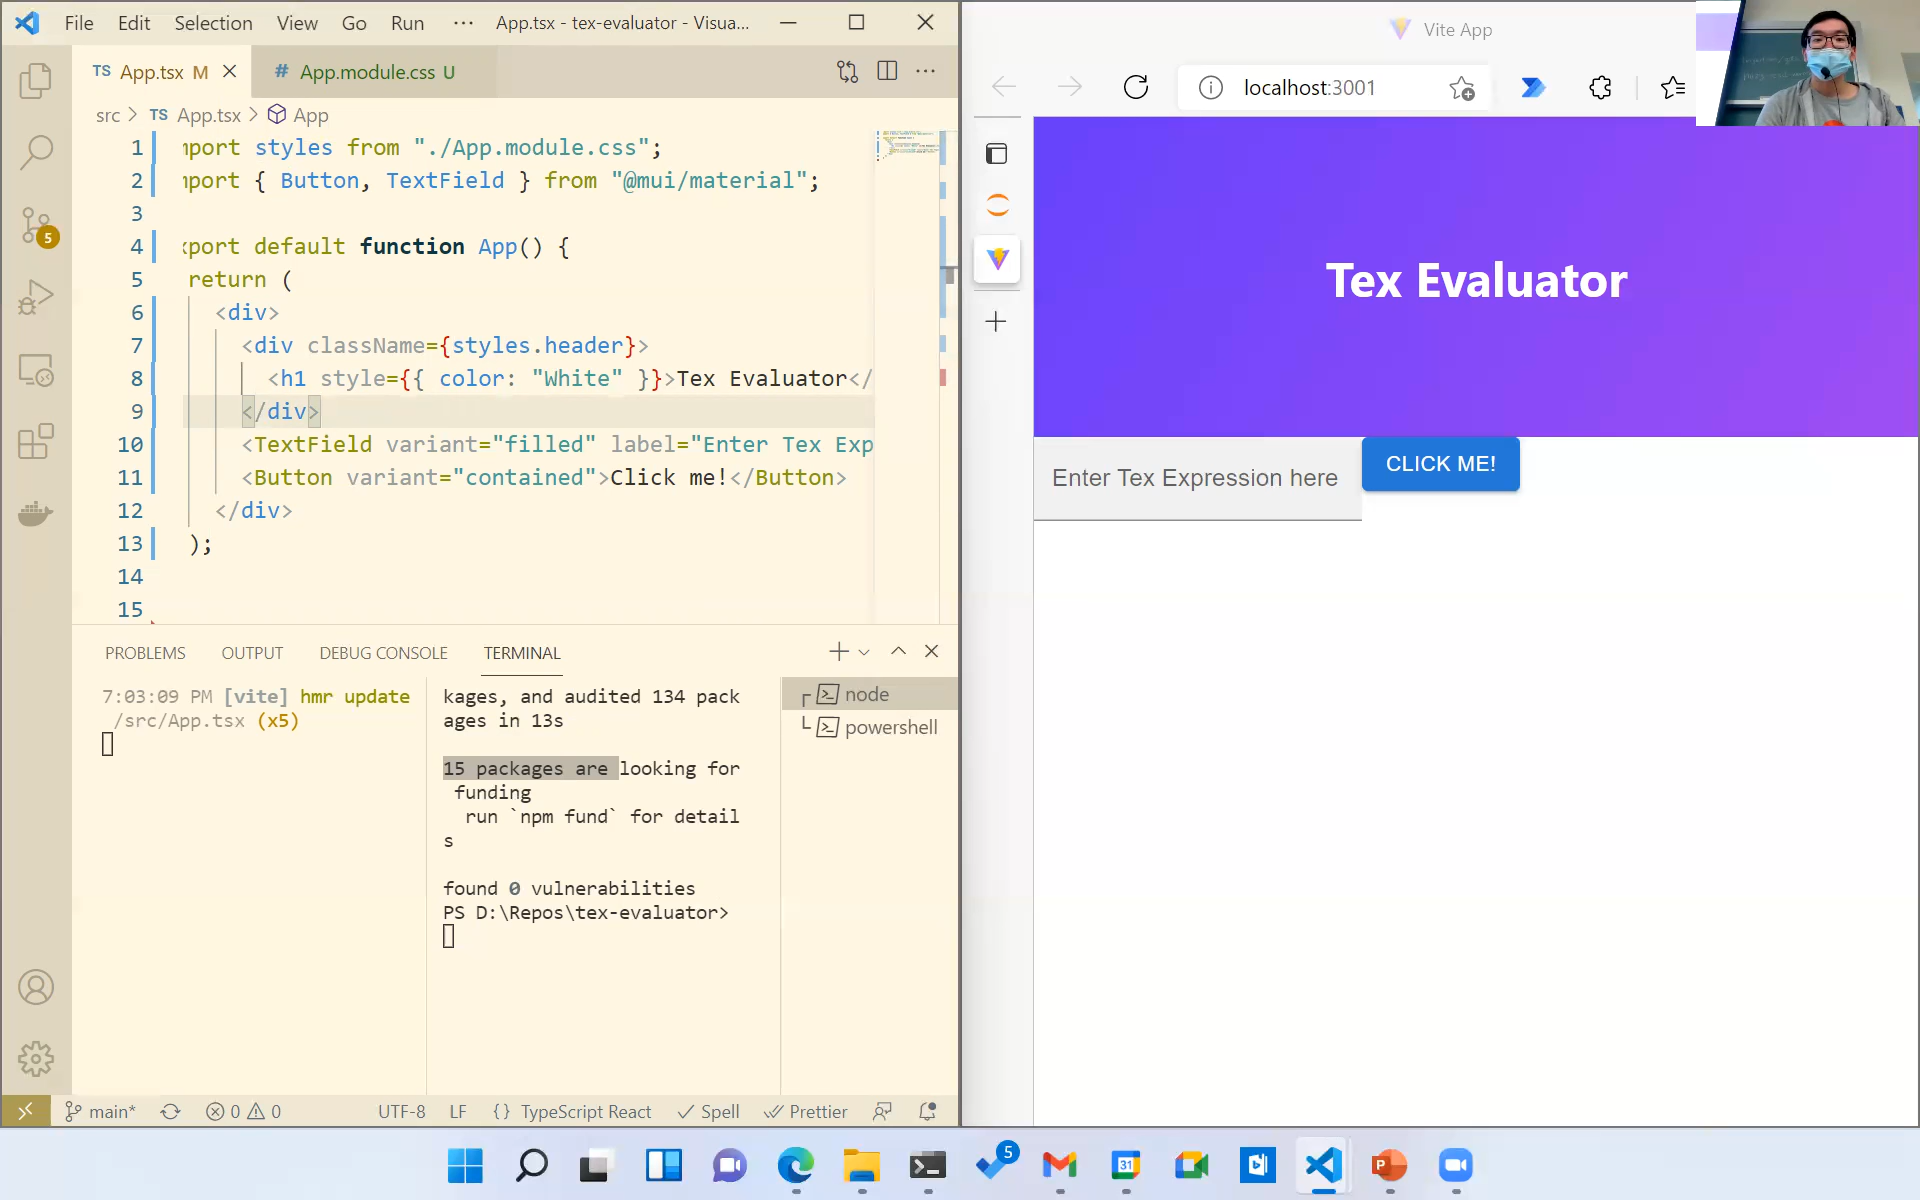 File Edit Selection View Go Run ··· App.tsx - tex-evaluator - Visua...
TS App.tsx M
# App.module.css U
src > TS App.tsx > App
1 mport styles from "./App.module.css";
2 mport { Button, TextField } from "@mui/material";
3
4 xport default function App() {
5 return (
6 <div>
7 <div className={styles.header}>
8 <h1 style={{ color: "White" }}>Tex Evaluator</
9 </div>
10 <TextField variant="filled" label="Enter Tex Exp
11 <Button variant="contained">Click me!</Button>
12 </div>
13 );
14
15
5
PROBLEMS OUTPUT DEBUG CONSOLE TERMINAL
7:03:09 PM [vite] hmr update
/src/App.tsx (x5)
kages, and audited 134 pack
ages in 13s
15 packages are looking for
funding
run `npm fund` for detail
s
found 0 vulnerabilities
PS D:\Repos\tex-evaluator>
node
powershell
main* 0 0 UTF-8 LF {} TypeScript React Spell Prettier
Vite App
localhost:3001
Tex Evaluator
Enter Tex Expression here
CLICK ME!
5
31
P